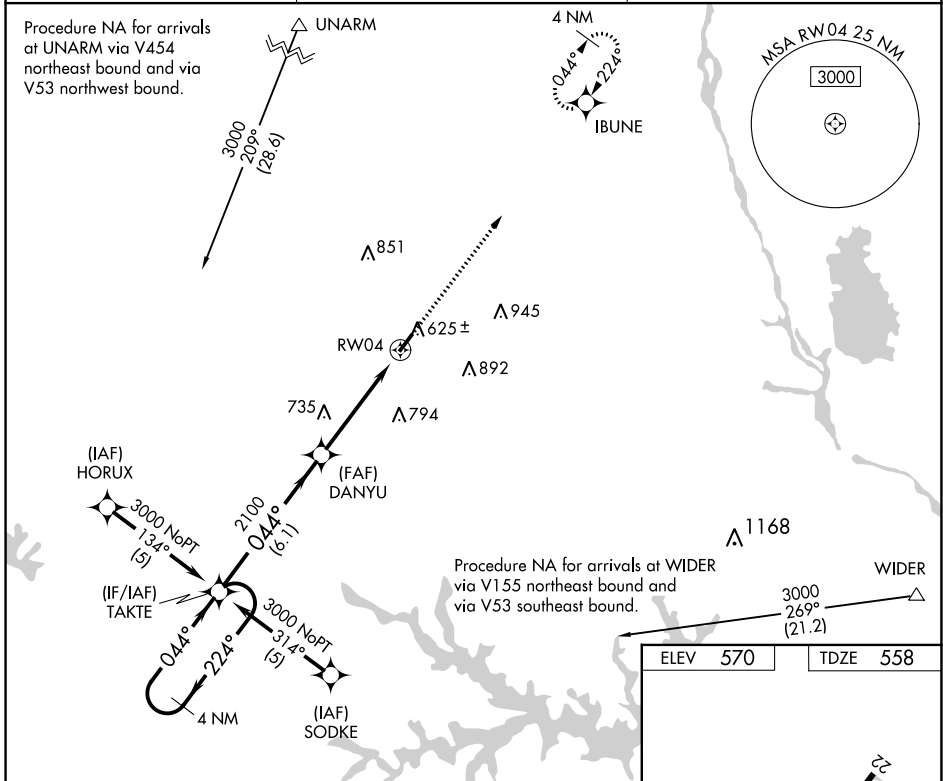 Procedure NA for arrivals
at UNARM via V454
northeast bound and via
V53 northwest bound.
UNARM
3000
209°
(28.6)
4 NM
044°
224°
IBUNE
MSA RW04 25 NM
3000
851
945
625 ±
RW04
892
735
794
(FAF)
DANYU
(IAF)
HORUX
3000 NoPT
134°
(5)
2100
044°
(6.1)
(IF/IAF)
TAKTE
3000 NoPT
314°
(5)
044°
224°
4 NM
(IAF)
SODKE
1168
Procedure NA for arrivals at WIDER
via V155 northeast bound and
via V53 southeast bound.
WIDER
3000
269°
(21.2)
ELEV 570
TDZE 558
22